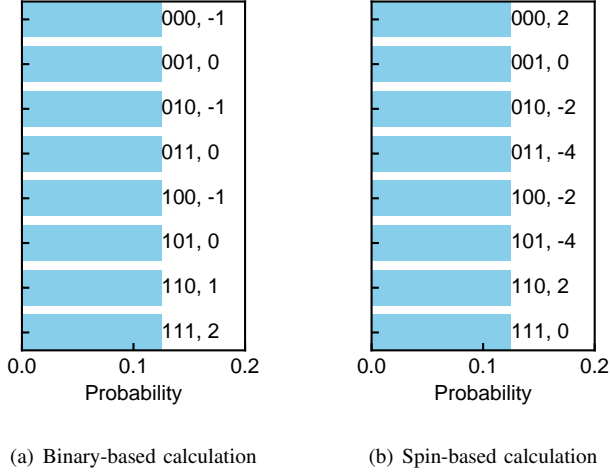 000, -1
001, 0
010, -1
011, 0
100, -1
101, 0
110, 1
111, 2
0.0 0.1 0.2
Probability
(a) Binary-based calculation
000, 2
001, 0
010, -2
011, -4
100, -2
101, -4
110, 2
111, 0
0.0 0.1 0.2
Probability
(b) Spin-based calculation